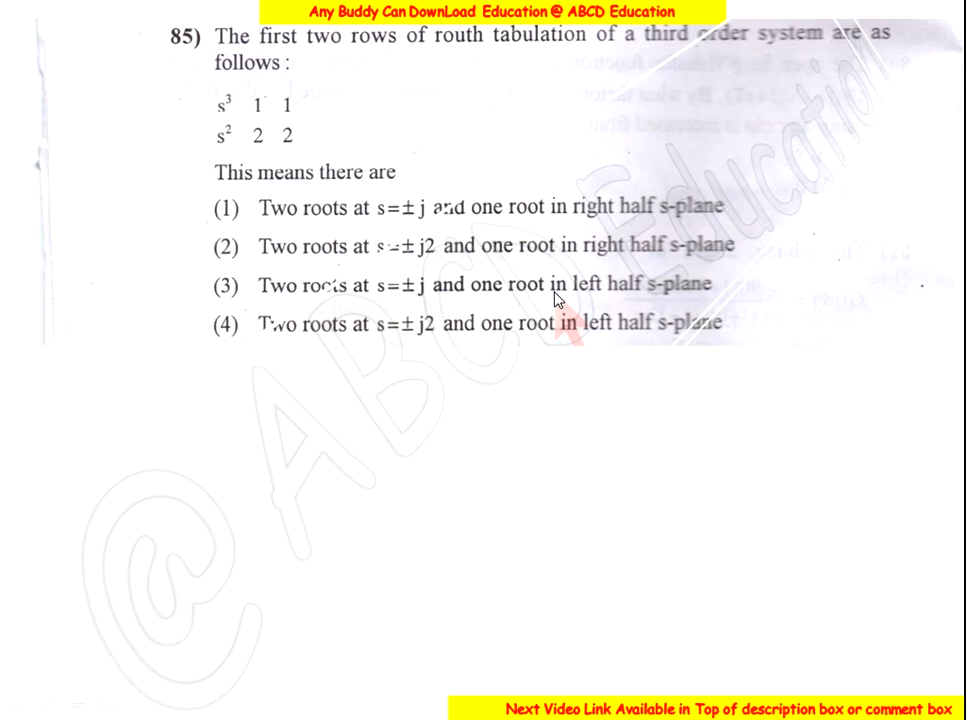 Any Buddy Can DownLoad Education @ ABCD Education
85) The first two rows of routh tabulation of a third order system are as
follows :
s³ 1 1
s² 2 2
This means there are
(1) Two roots at s=± j and one root in right half s-plane
(2) Two roots at s=± j2 and one root in right half s-plane
(3) Two roots at s=± j and one root in left half s-plane
(4) Two roots at s=± j2 and one root in left half s-plane
@ABCD Education
Next Video Link Available in Top of description box or comment box